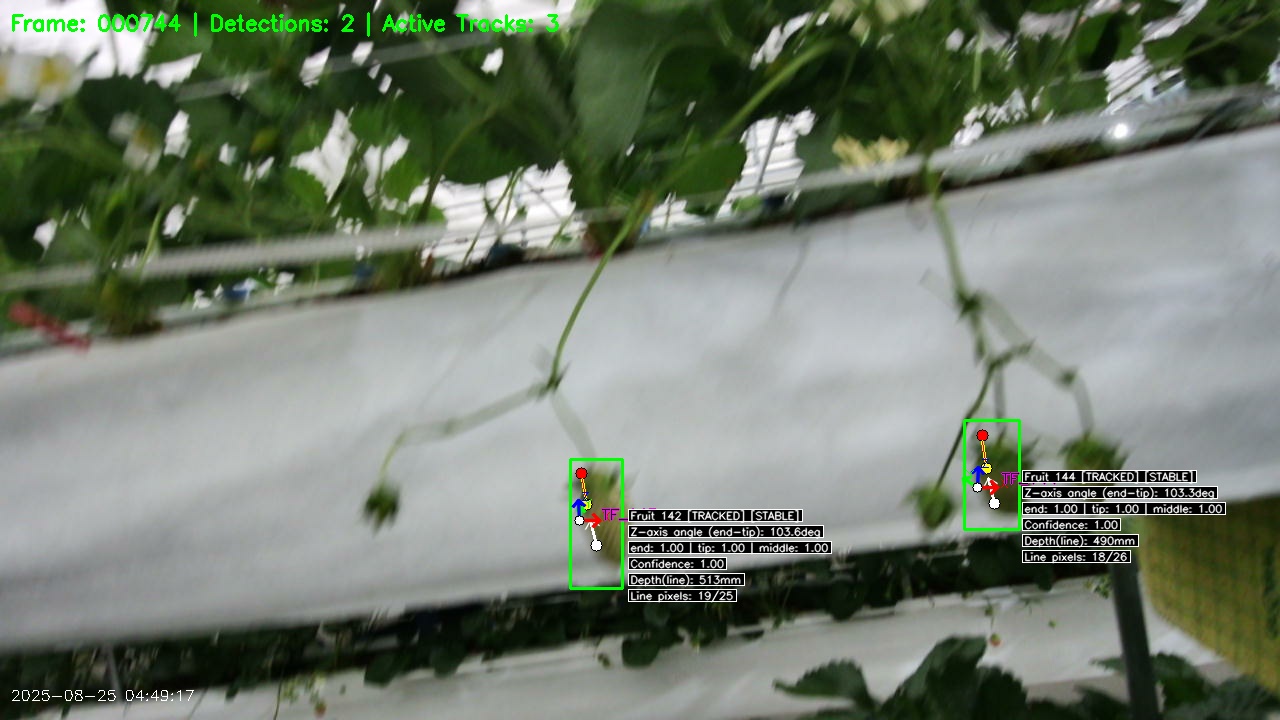 Frame: 000744 | Detections: 2 | Active Tracks: 3
Fruit 144 [TRACKED] [STABLE]
Z-axis angle (end-tip): 103.3deg
end: 1.00 | tip: 1.00 | middle: 1.00
Confidence: 1.00
Depth(line): 490mm
Line pixels: 18/26
Fruit 142 [TRACKED] [STABLE]
Z-axis angle (end-tip): 103.6deg
end: 1.00 | tip: 1.00 | middle: 1.00
Confidence: 1.00
Depth(line): 513mm
Line pixels: 19/25
2025-08-25 04:49:17